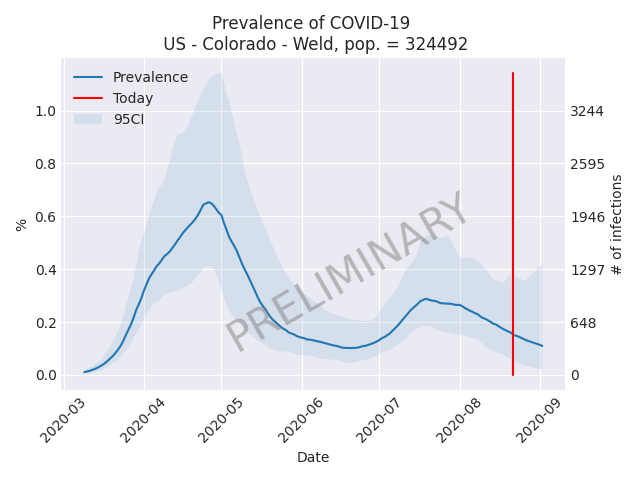 Prevalence of COVID-19
US - Colorado - Weld, pop. = 324492
Prevalence
Today
95CI
1.0
0.8
0.6
0.4
0.2
0.0
%
3244
2595
1946
1297
648
0
# of infections
PRELIMINARY
2020-03
2020-04
2020-05
2020-06
2020-07
2020-08
2020-09
Date